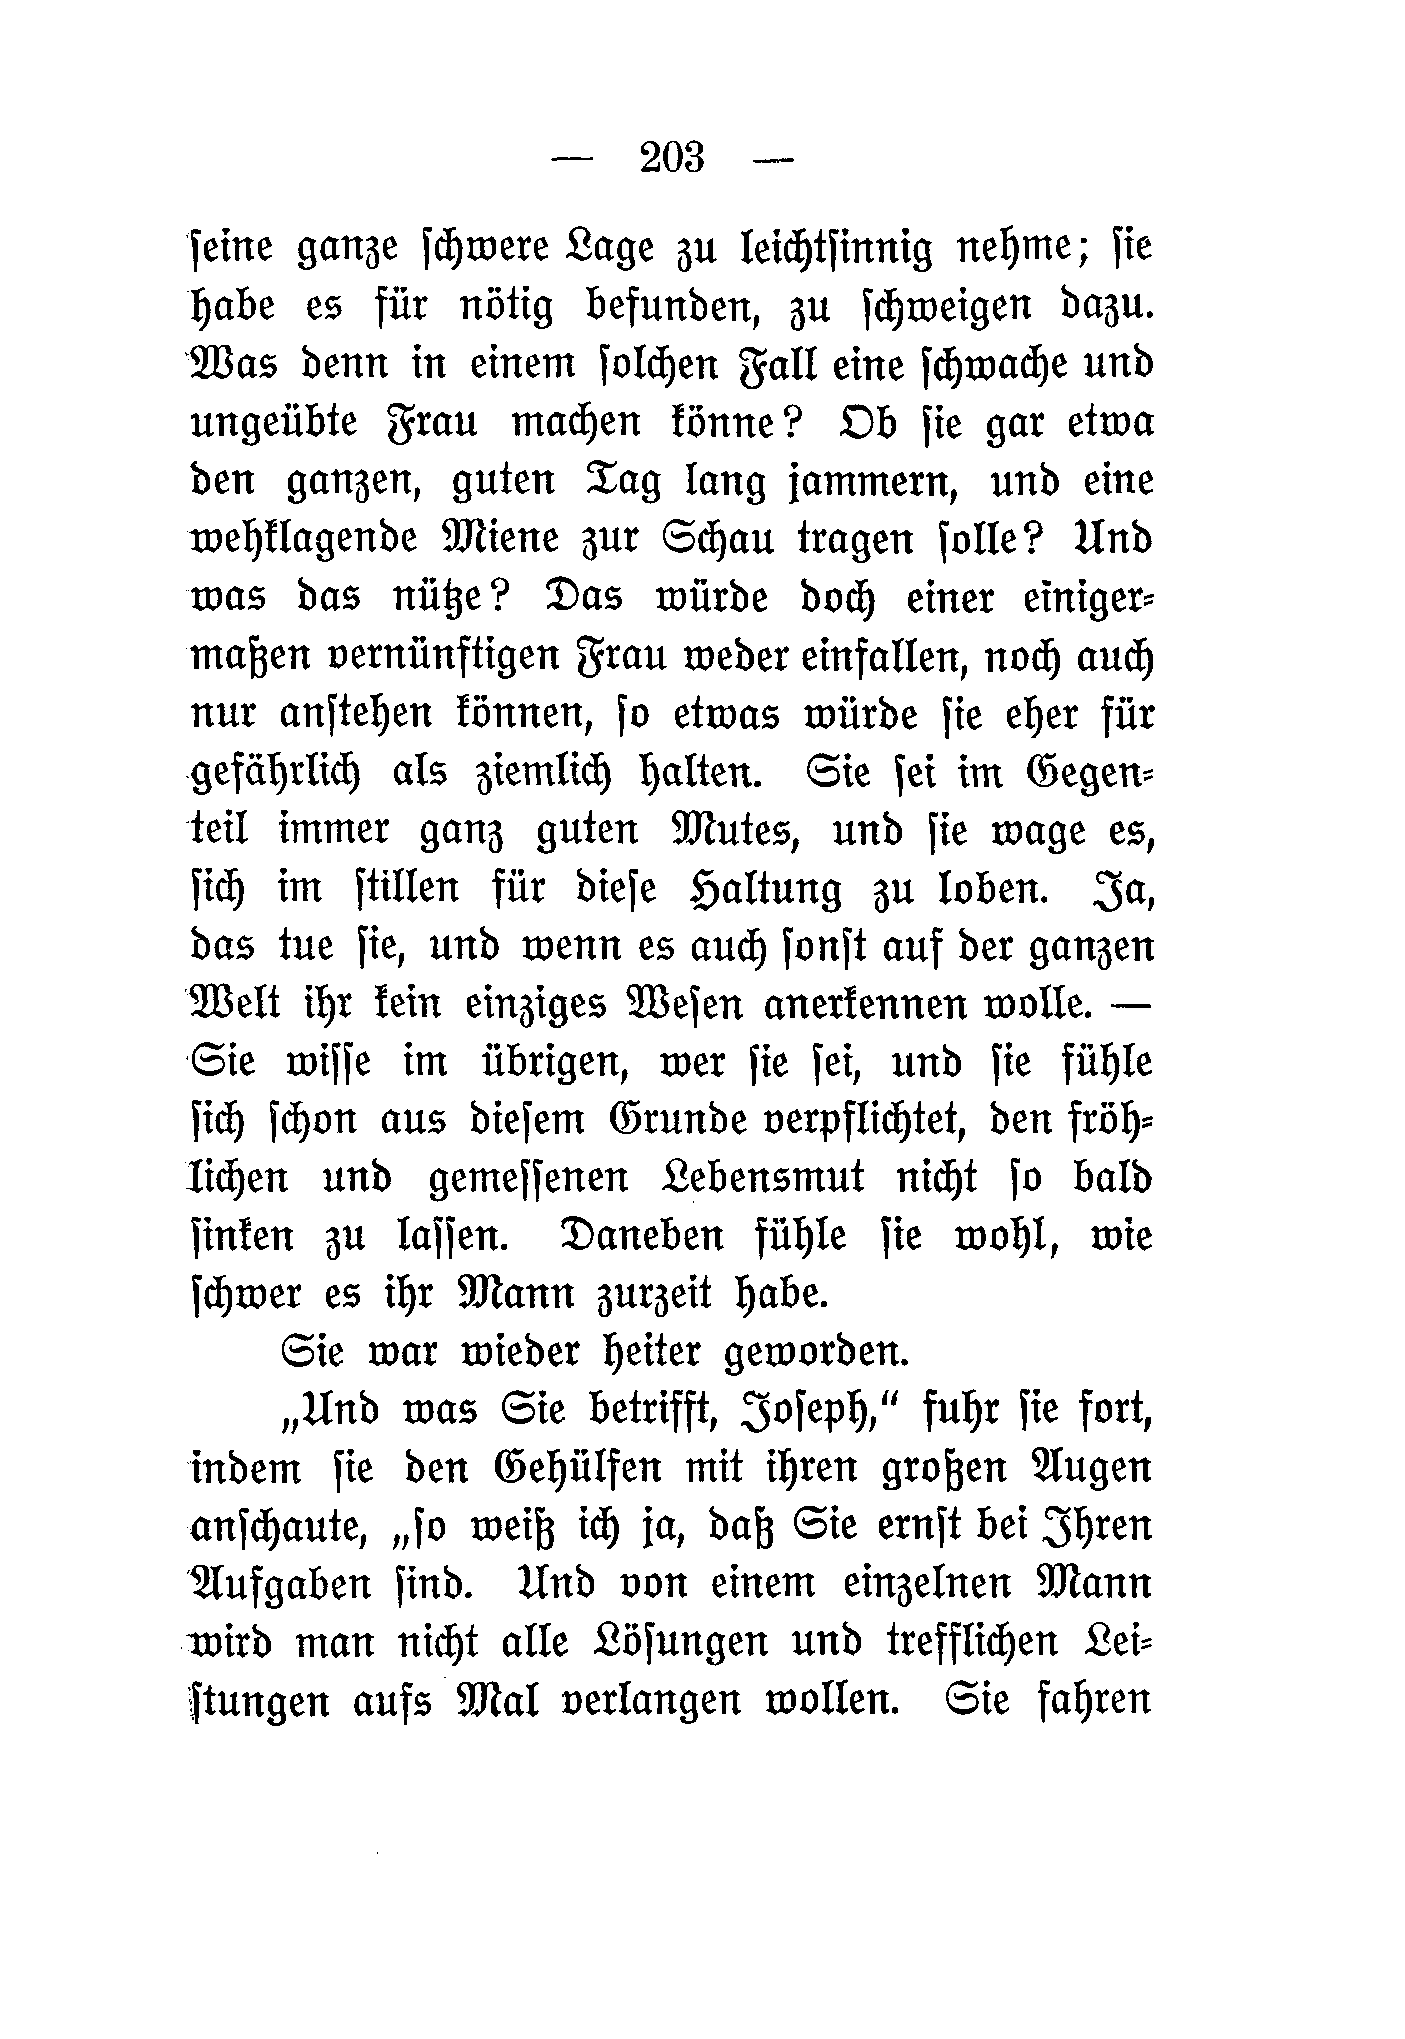 — 203 —
ſeine ganze ſchwere Lage zu leichtſinnig nehme; ſie
habe es für nötig befunden, zu ſchweigen dazu.
Was denn in einem ſolchen Fall eine ſchwache und
ungeübte Frau machen könne? Ob ſie gar etwa
den ganzen, guten Tag lang jammern, und eine
wehklagende Miene zur Schau tragen ſolle? Und
was das nütze? Das würde doch einer einiger⸗
maßen vernünftigen Frau weder einfallen, noch auch
nur anſtehen können, ſo etwas würde ſie eher für
gefährlich als ziemlich halten. Sie ſei im Gegen⸗
teil immer ganz guten Mutes, und ſie wage es,
ſich im ſtillen für dieſe Haltung zu loben. Ja,
das tue ſie, und wenn es auch ſonſt auf der ganzen
Welt ihr kein einziges Weſen anerkennen wolle. —
Sie wiſſe im übrigen, wer ſie ſei, und ſie fühle
ſich ſchon aus dieſem Grunde verpflichtet, den fröh⸗
lichen und gemeſſenen Lebensmut nicht ſo bald
ſinken zu laſſen. Daneben fühle ſie wohl, wie
ſchwer es ihr Mann zurzeit habe.
Sie war wieder heiter geworden.
„Und was Sie betrifft, Joſeph,“ fuhr ſie fort,
indem ſie den Gehülfen mit ihren großen Augen
anſchaute, „ſo weiß ich ja, daß Sie ernſt bei Ihren
Aufgaben ſind. Und von einem einzelnen Mann
wird man nicht alle Löſungen und trefflichen Lei⸗
ſtungen aufs Mal verlangen wollen. Sie fahren